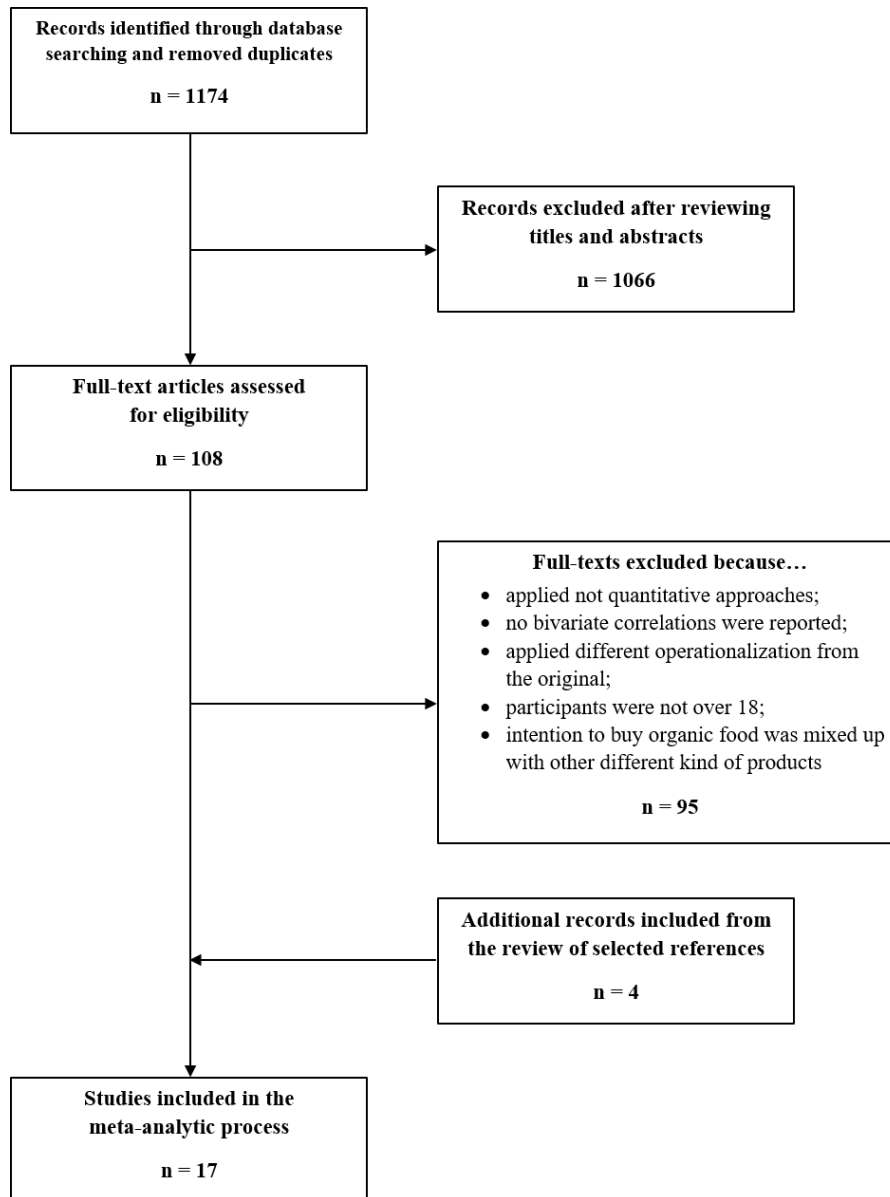 Records identified through database
searching and removed duplicates
n = 1174
Records excluded after reviewing
titles and abstracts
n = 1066
Full-text articles assessed
for eligibility
n = 108
Full-texts excluded because…
• applied not quantitative approaches;
• no bivariate correlations were reported;
• applied different operationalization from
the original;
• participants were not over 18;
• intention to buy organic food was mixed up
with other different kind of products
n = 95
Additional records included from
the review of selected references
n = 4
Studies included in the
meta-analytic process
n = 17